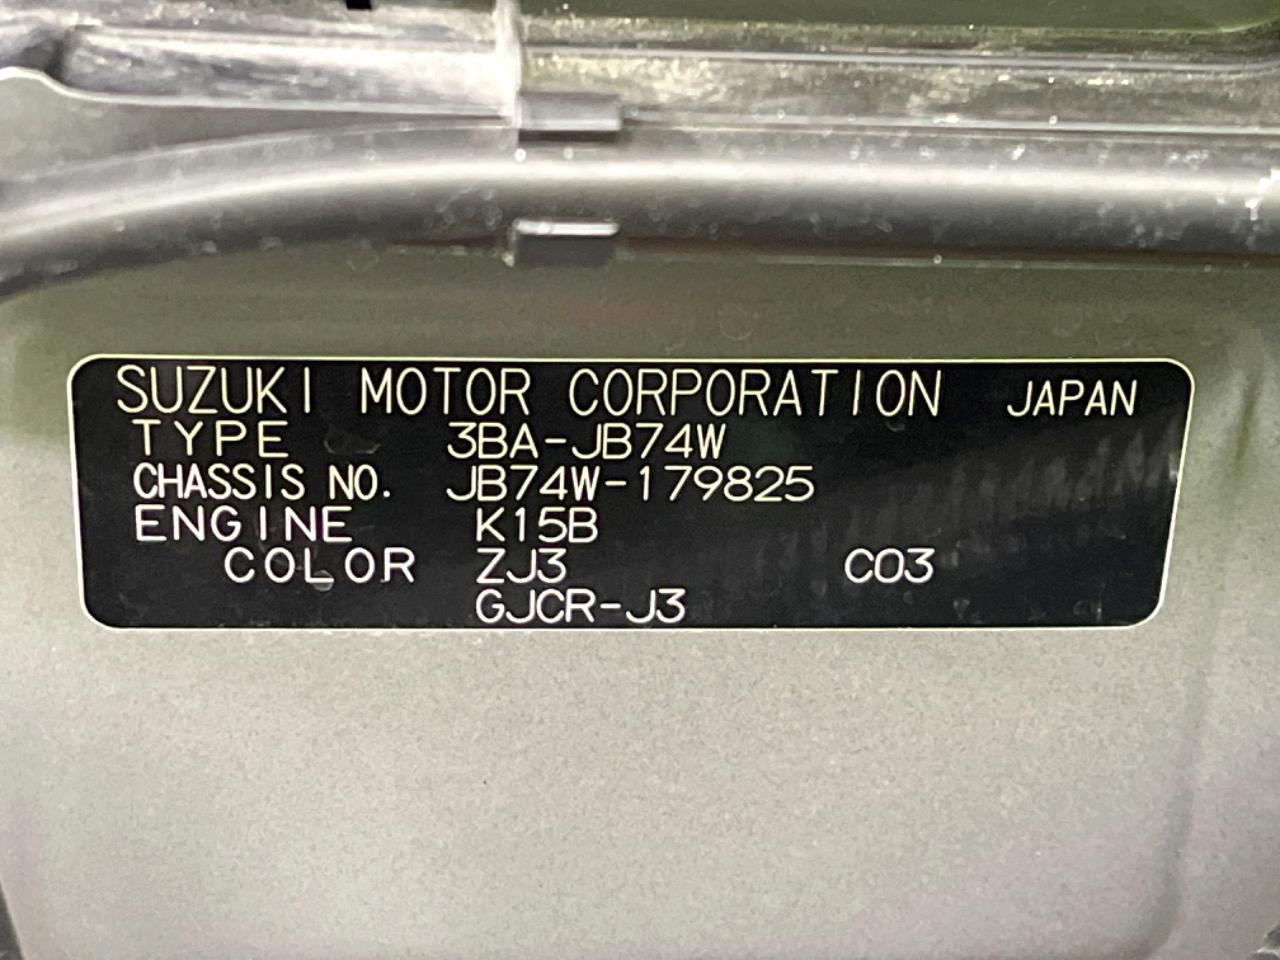 SUZUKI MOTOR CORPORATION JAPAN
TYPE 3BA-JB74W
CHASSIS NO. JB74W-179825
ENGINE K15B
COLOR ZJ3 C03
GJCR-J3